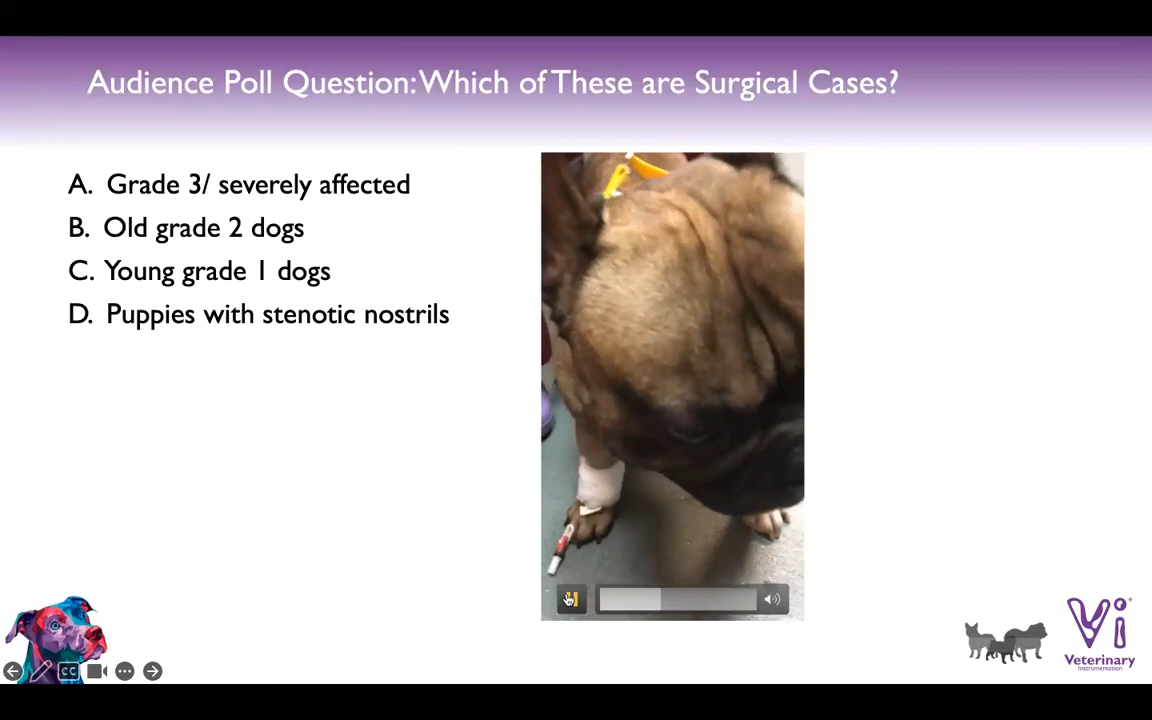 Audience Poll Question: Which of These are Surgical Cases?
A. Grade 3/ severely affected
B. Old grade 2 dogs
C. Young grade 1 dogs
D. Puppies with stenotic nostrils
CC
Vi
Veterinary
Instrumentation